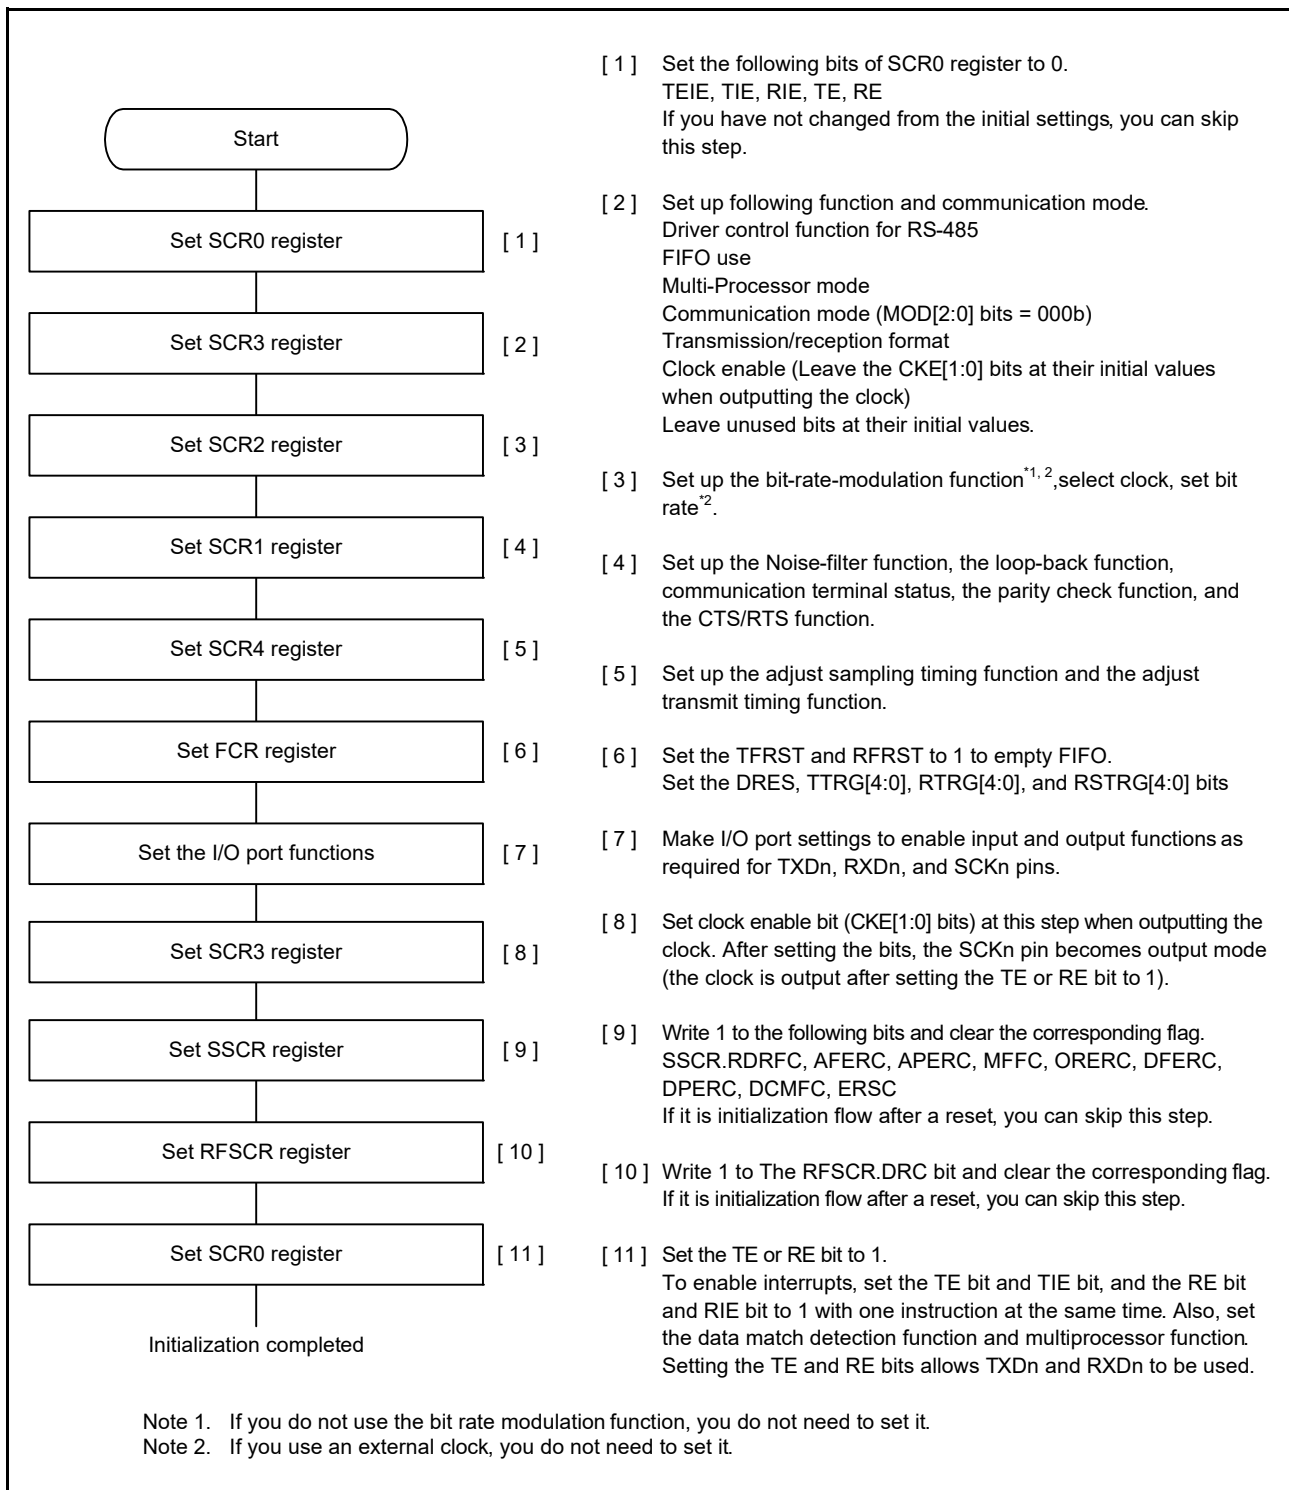 Start
Set SCR0 register [ 1 ]
Set SCR3 register [ 2 ]
Set SCR2 register [ 3 ]
Set SCR1 register [ 4 ]
Set SCR4 register [ 5 ]
Set FCR register [ 6 ]
Set the I/O port functions [ 7 ]
Set SCR3 register [ 8 ]
Set SSCR register [ 9 ]
Set RFSCR register [ 10 ]
Set SCR0 register [ 11 ]
Initialization completed
[ 1 ] Set the following bits of SCR0 register to 0.
TEIE, TIE, RIE, TE, RE
If you have not changed from the initial settings, you can skip
this step.
[ 2 ] Set up following function and communication mode.
Driver control function for RS-485
FIFO use
Multi-Processor mode
Communication mode (MOD[2:0] bits = 000b)
Transmission/reception format
Clock enable (Leave the CKE[1:0] bits at their initial values
when outputting the clock)
Leave unused bits at their initial values.
[ 3 ] Set up the bit-rate-modulation function*1, 2,select clock, set bit
rate*2.
[ 4 ] Set up the Noise-filter function, the loop-back function,
communication terminal status, the parity check function, and
the CTS/RTS function.
[ 5 ] Set up the adjust sampling timing function and the adjust
transmit timing function.
[ 6 ] Set the TFRST and RFRST to 1 to empty FIFO.
Set the DRES, TTRG[4:0], RTRG[4:0], and RSTRG[4:0] bits
[ 7 ] Make I/O port settings to enable input and output functions as
required for TXDn, RXDn, and SCKn pins.
[ 8 ] Set clock enable bit (CKE[1:0] bits) at this step when outputting the
clock. After setting the bits, the SCKn pin becomes output mode
(the clock is output after setting the TE or RE bit to 1).
[ 9 ] Write 1 to the following bits and clear the corresponding flag.
SSCR.RDRFC, AFERC, APERC, MFFC, ORERC, DFERC,
DPERC, DCMFC, ERSC
If it is initialization flow after a reset, you can skip this step.
[ 10 ] Write 1 to The RFSCR.DRC bit and clear the corresponding flag.
If it is initialization flow after a reset, you can skip this step.
[ 11 ] Set the TE or RE bit to 1.
To enable interrupts, set the TE bit and TIE bit, and the RE bit
and RIE bit to 1 with one instruction at the same time. Also, set
the data match detection function and multiprocessor function.
Setting the TE and RE bits allows TXDn and RXDn to be used.
Note 1. If you do not use the bit rate modulation function, you do not need to set it.
Note 2. If you use an external clock, you do not need to set it.